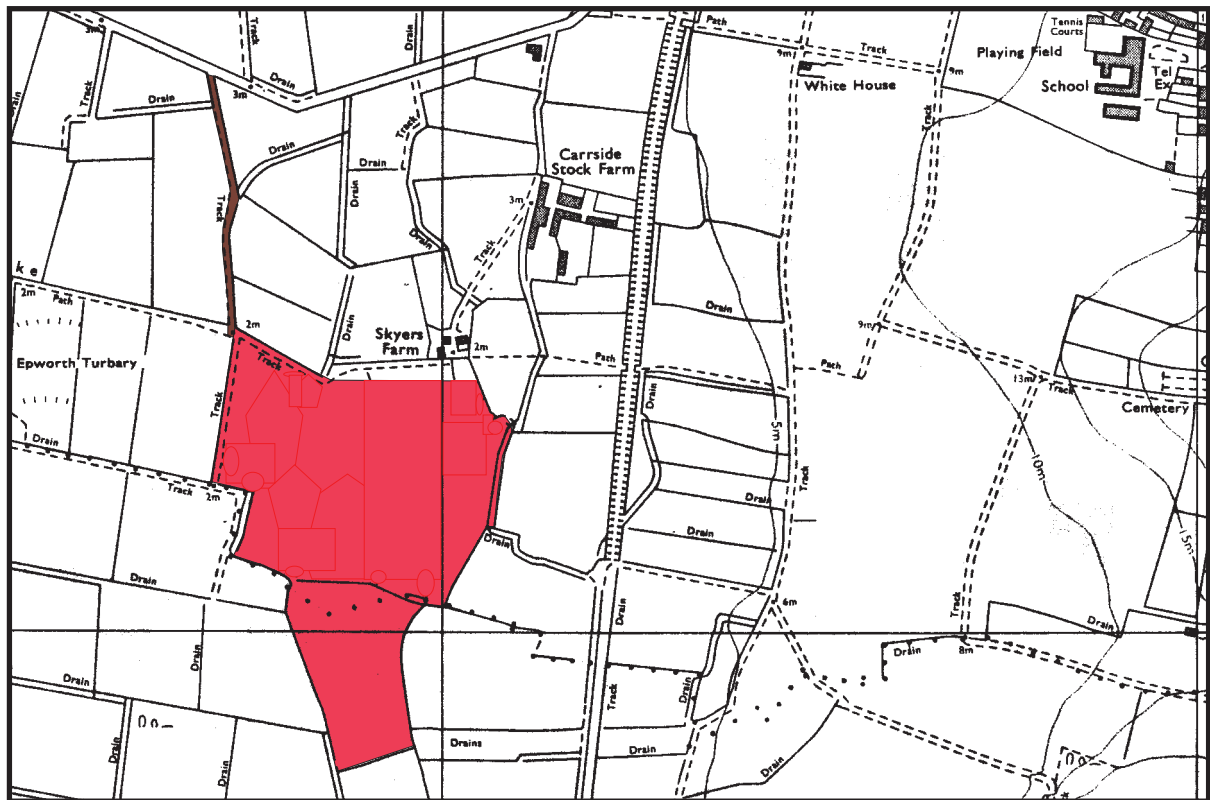 3m
Track
Drain
Path
Track
Tennis
Courts
Playing Field
9m
9m
Track
Drain
Drain
3m
White House
School
Tel
Ex
Drain
Track
Drain
Track
Track
Drain
Drain
Carrside
Stock Farm
3m
Track
Drain
Track
k e
2m
Path
2m
Drain
Drain
9m
Skyers
Farm
2m
Epworth Turbary
Track
Path
Path
13m
Track
Track
Drain
Cemetery
5m
Drain
Track
2m
Track
10m
Drain
Drain
15m
Drain
Drain
6m
Drain
Track
Drain
Drain
Drain
8m
Drain
Track
Drain
Drain
Drains
Drain
Drain
Drain